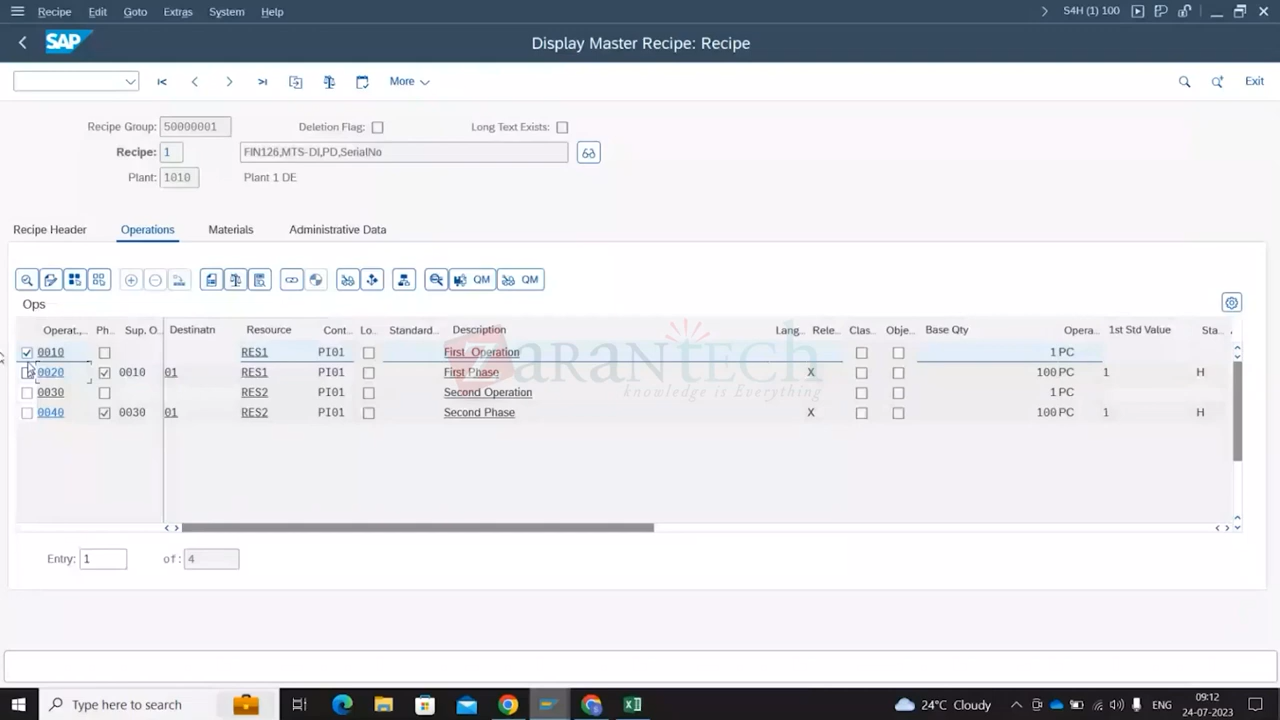 Recipe Edit Goto Extras System Help S4H (1) 100
SAP Display Master Recipe: Recipe
More Exit
Recipe Group: 50000001 Deletion Flag: Long Text Exists:
Recipe: 1 FIN126,MTS-DI,PD,SerialNo
Plant: 1010 Plant 1 DE
Recipe Header Operations Materials Administrative Data
QM QM
Ops
Operat... Ph.. Sup. O Destinatn Resource Cont... Lo.. Standard... Description Lang.. Rele... Clas... Obje... Base Qty Opera 1st Std Value Sta..
0010 RES1 PI01 First Operation 1 PC
0020 0010 01 RES1 PI01 First Phase X 100 PC 1 H
0030 RES2 PI01 Second Operation 1 PC
0040 0030 01 RES2 PI01 Second Phase X 100 PC 1 H
ZaranTech
knowledge is Everything
Entry: 1 of: 4
Type here to search 24°C Cloudy ENG 09:12
24-07-2023